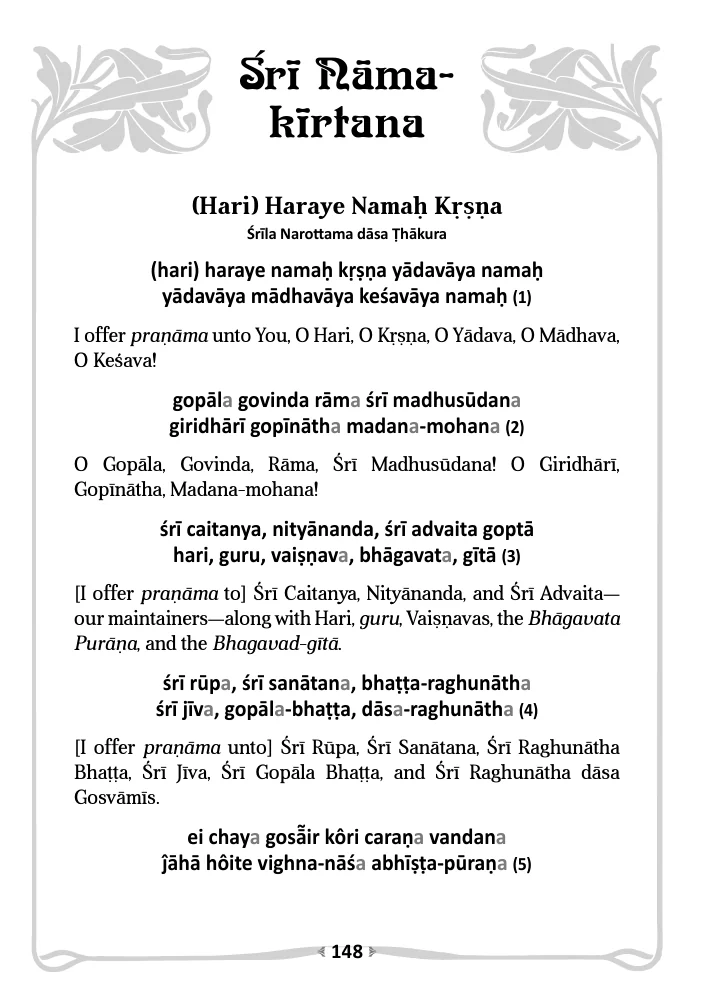 Śrī Nāma-
kīrtana
(Hari) Haraye Namaḥ Kṛṣṇa
Śrīla Narottama dāsa Ṭhākura
(hari) haraye namaḥ kṛṣṇa yādavāya namaḥ
yādavāya mādhavāya keśavāya namaḥ (1)
I offer praṇāma unto You, O Hari, O Kṛṣṇa, O Yādava, O Mādhava,
O Keśava!
gopāla govinda rāma śrī madhusūdana
giridhārī gopīnātha madana-mohana (2)
O Gopāla, Govinda, Rāma, Śrī Madhusūdana! O Giridhārī,
Gopīnātha, Madana-mohana!
śrī caitanya, nityānanda, śrī advaita goptā
hari, guru, vaiṣṇava, bhāgavata, gītā (3)
[I offer praṇāma to] Śrī Caitanya, Nityānanda, and Śrī Advaita—
our maintainers—along with Hari, guru, Vaiṣṇavas, the Bhāgavata
Purāṇa, and the Bhagavad-gītā.
śrī rūpa, śrī sanātana, bhaṭṭa-raghunātha
śrī jīva, gopāla-bhaṭṭa, dāsa-raghunātha (4)
[I offer praṇāma unto] Śrī Rūpa, Śrī Sanātana, Śrī Raghunātha
Bhaṭṭa, Śrī Jīva, Śrī Gopāla Bhaṭṭa, and Śrī Raghunātha dāsa
Gosvāmīs.
ei chaya gosā̃ir kôri caraṇa vandana
ĵāhā hôite vighna-nāśa abhīṣṭa-pūraṇa (5)
148